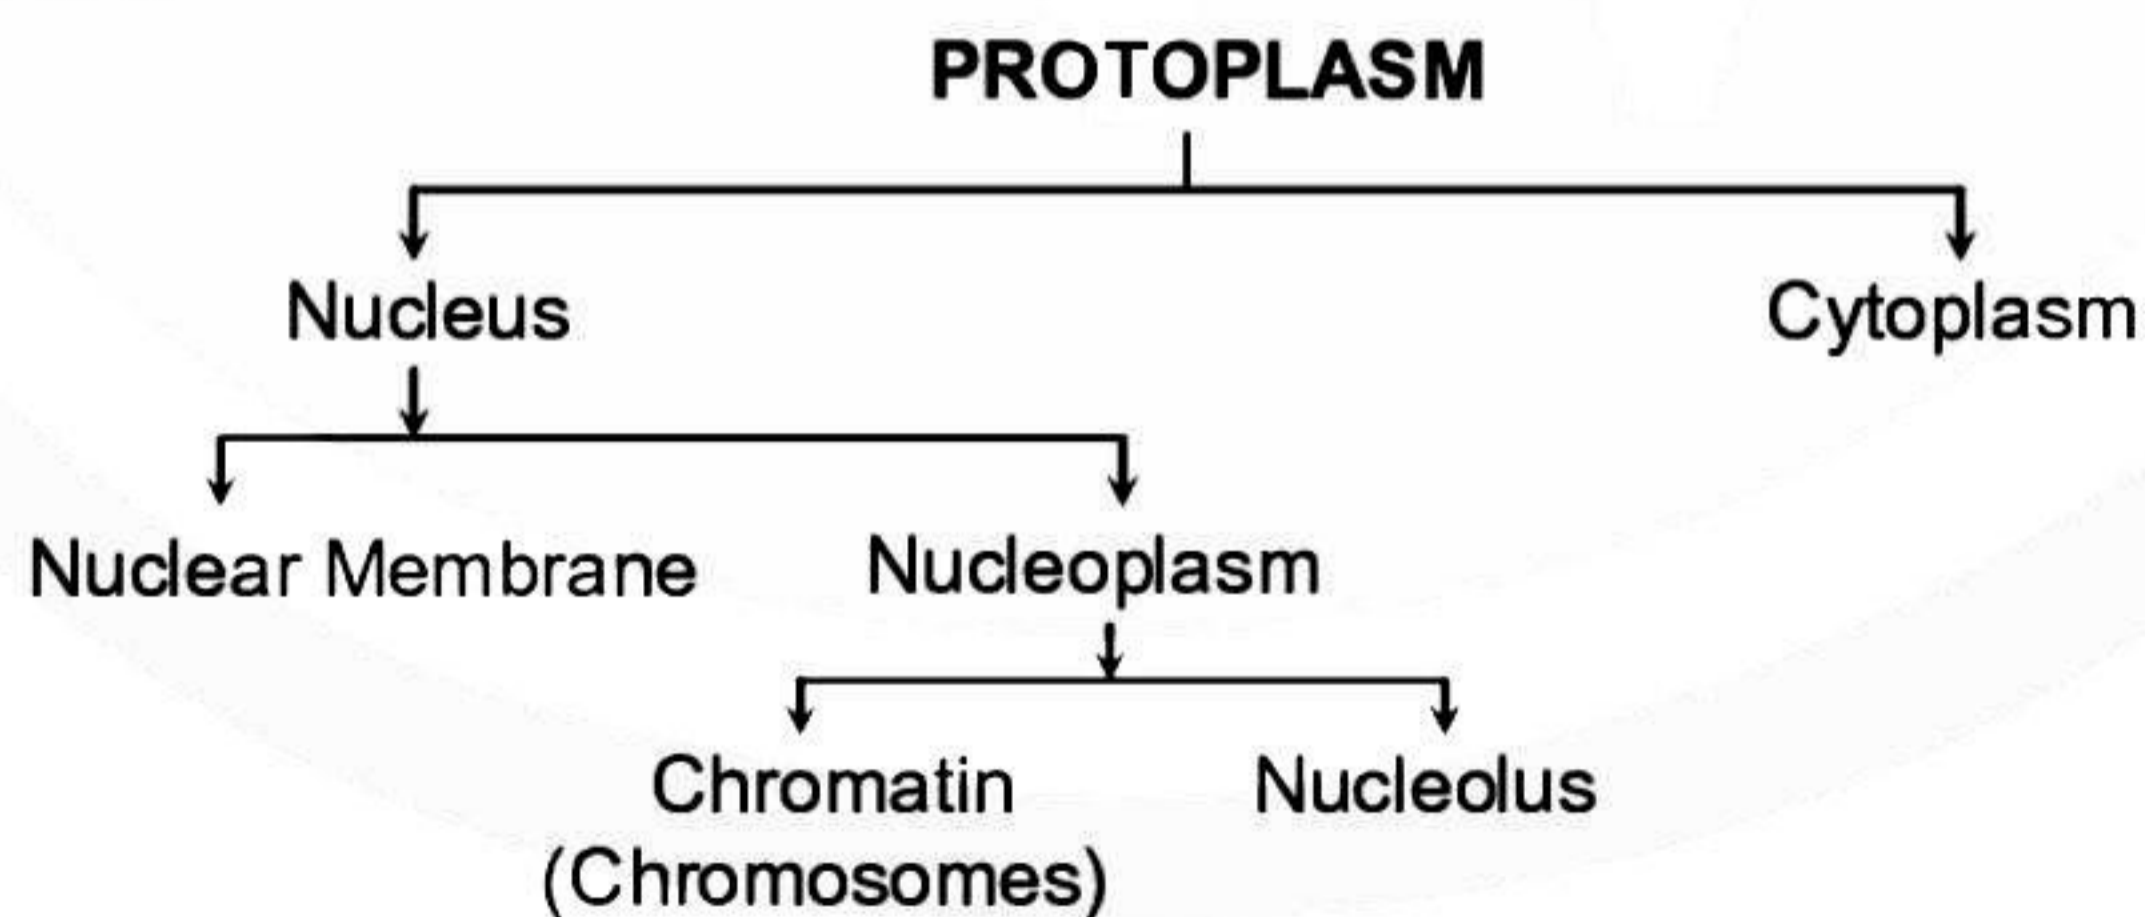 PROTOPLASM
Nucleus
Cytoplasm
Nuclear Membrane
Nucleoplasm
Chromatin
(Chromosomes)
Nucleolus